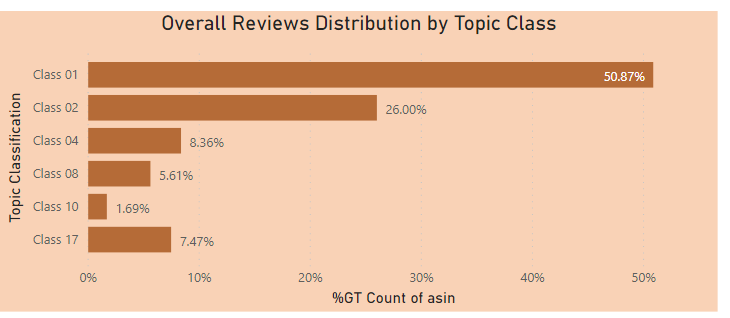 Overall Reviews Distribution by Topic Class
Topic Classification
Class 01 50.87%
Class 02 26.00%
Class 04 8.36%
Class 08 5.61%
Class 10 1.69%
Class 17 7.47%
0% 10% 20% 30% 40% 50%
%GT Count of asin